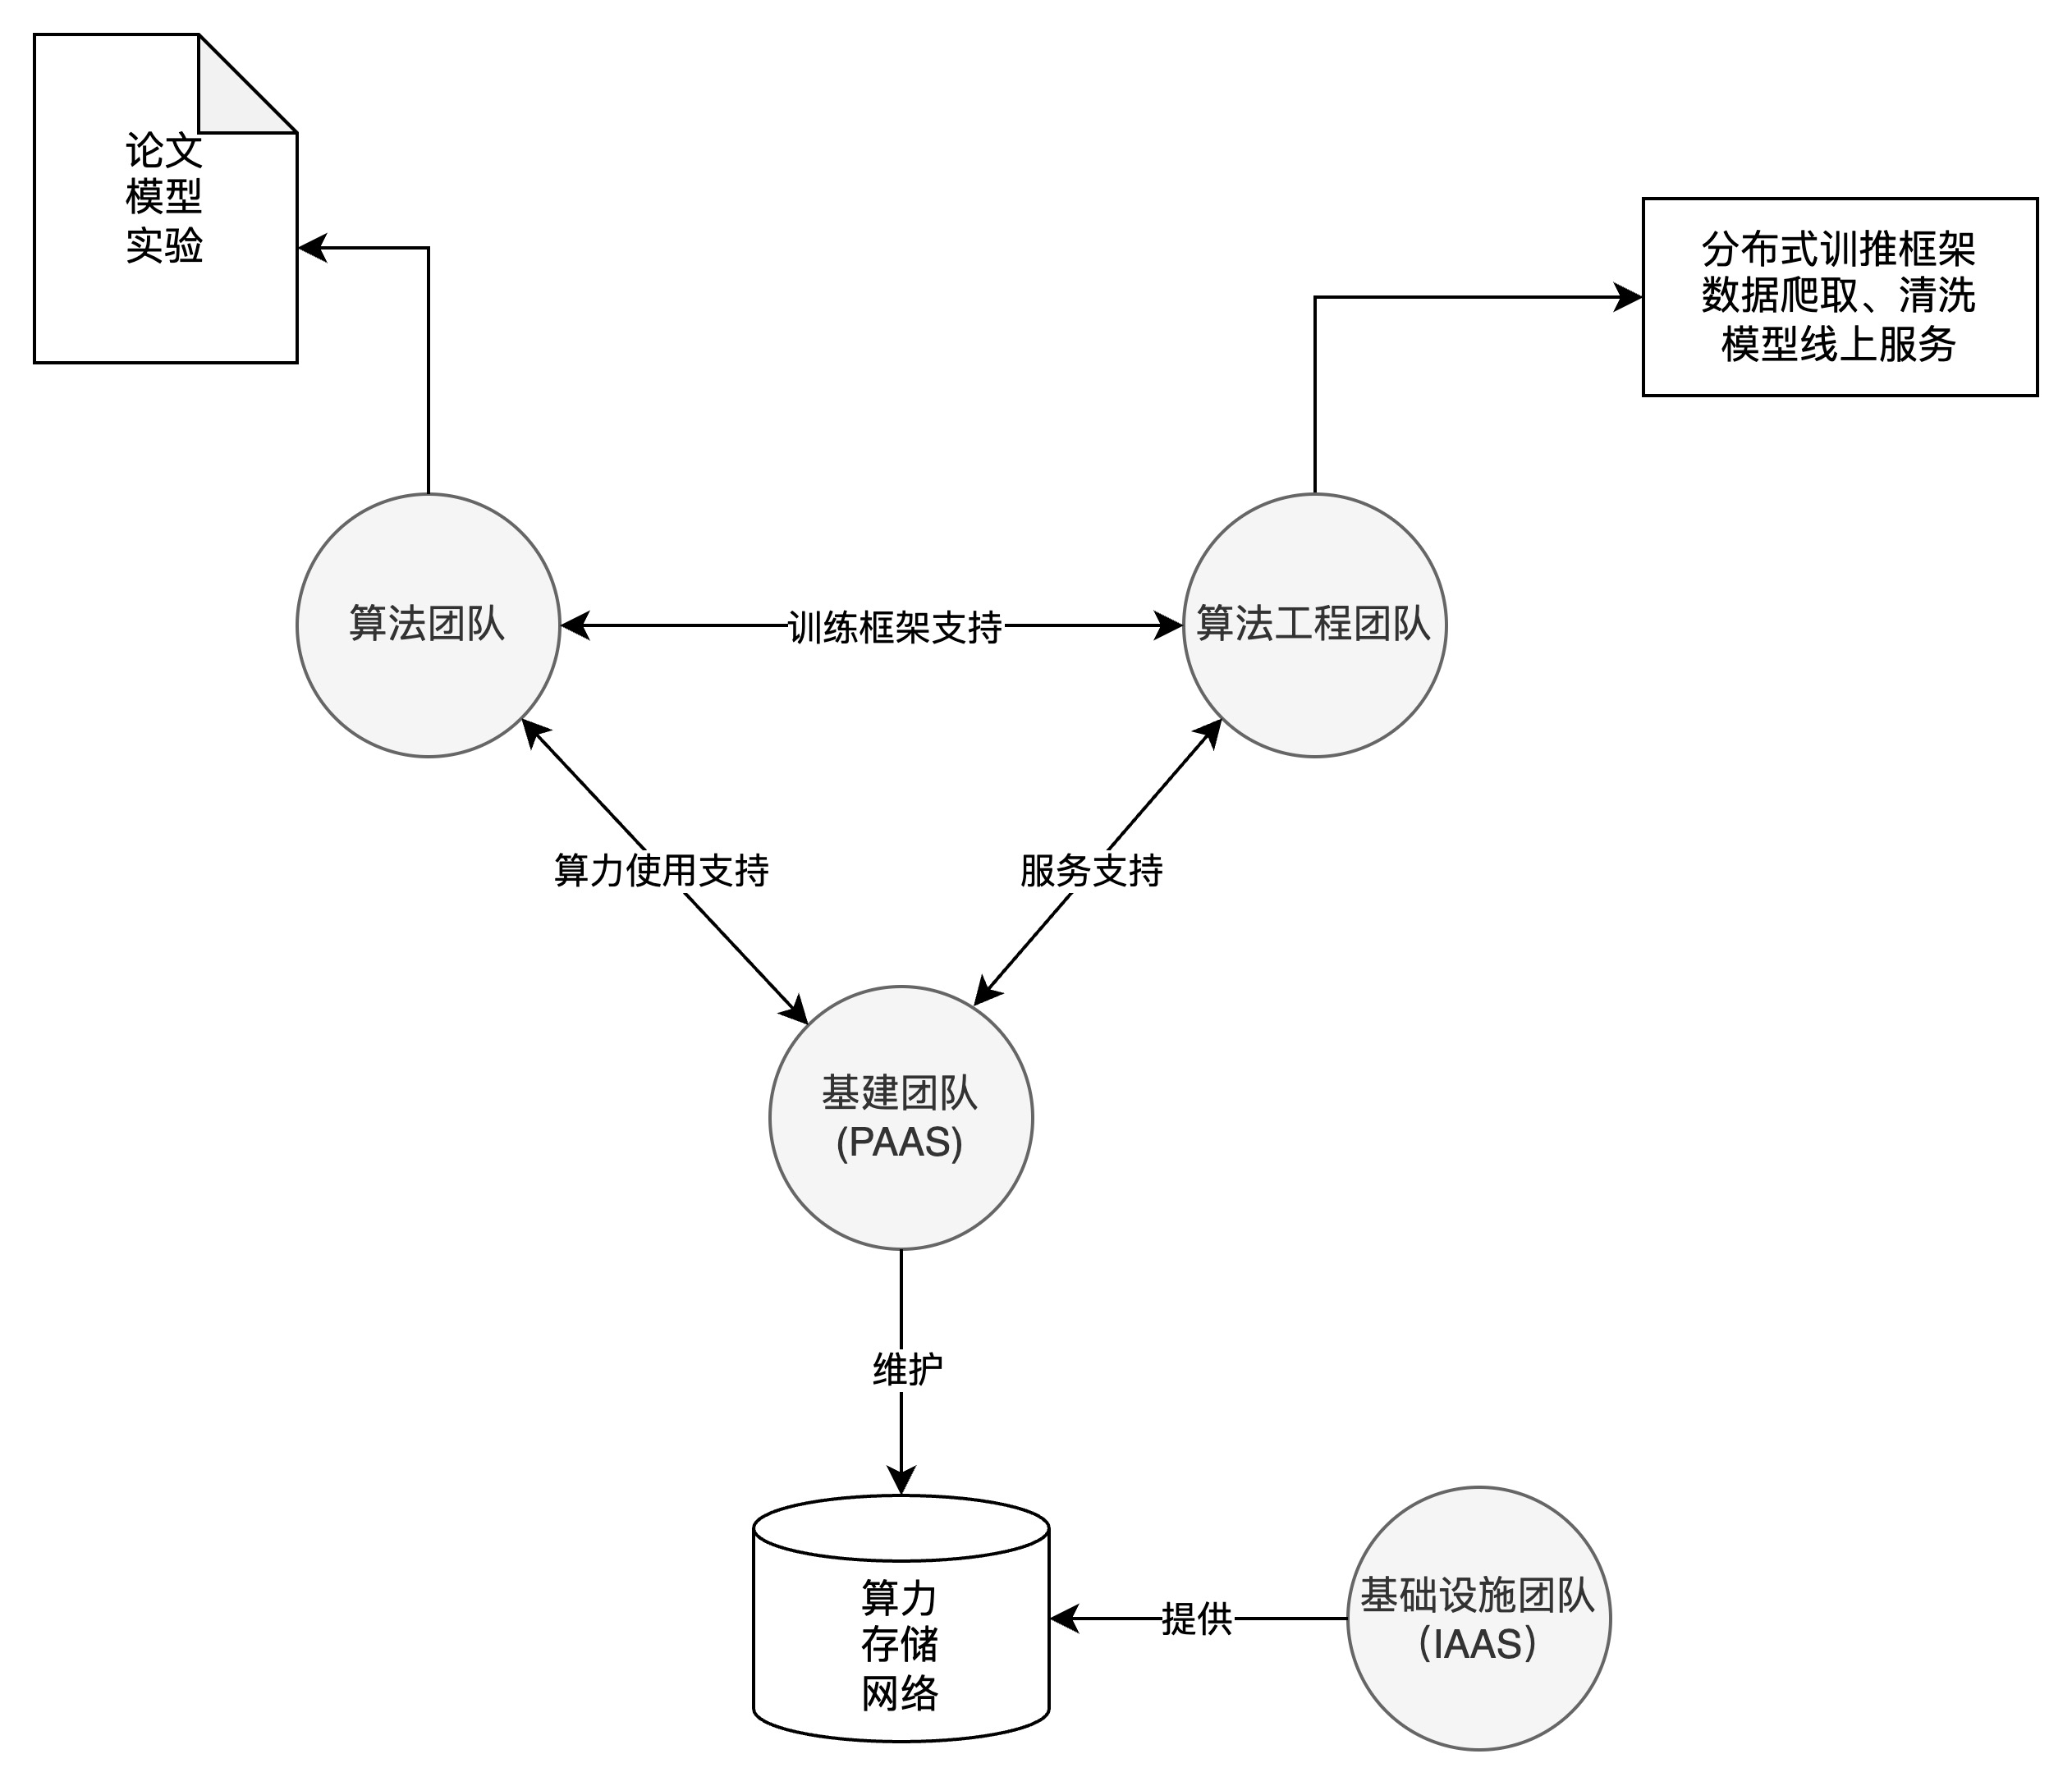 论文
模型
实验
分布式训推框架
数据爬取、清洗
模型线上服务
算法团队
训练框架支持
算法工程团队
算力使用支持
服务支持
基建团队
(PAAS)
维护
算力
存储
网络
提供
基础设施团队
(IAAS)